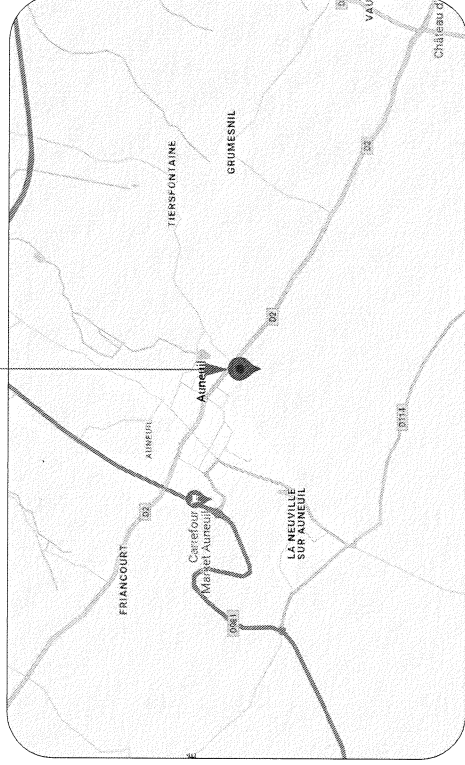 FRIANCOURT
D2
AUNEUIL
TIERSFONTAINE
Carrefour
Market Auneuil
Auneuil
GRUMESNIL
D981
D2
LA NEUVILLE
SUR AUNEUIL
D2
VAU
D114
Château d